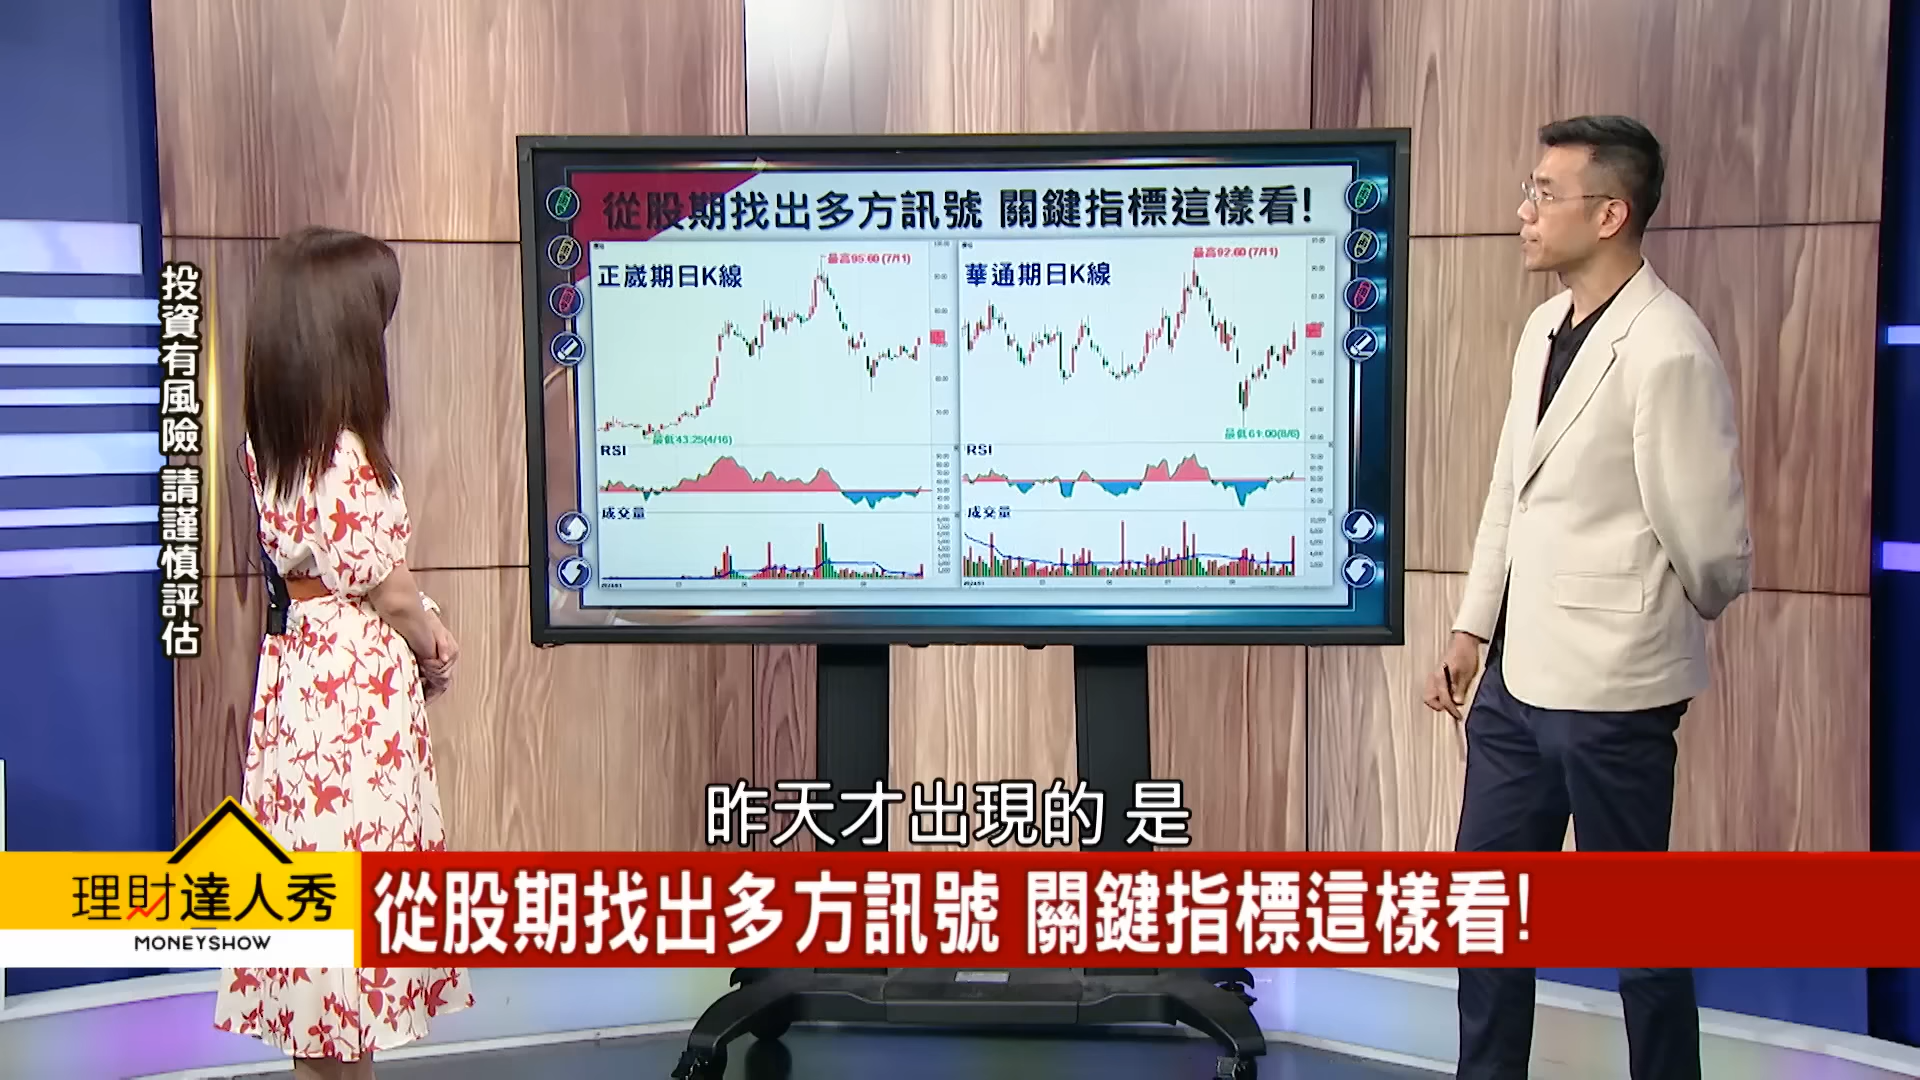 從股期找出多方訊號 關鍵指標這樣看!
正崴期日K線
最高95.60 (7/11)
最低43.25(4/16)
RSI
成交量
華通期日K線
最高92.60 (7/11)
最低61.00(8/6)
RSI
成交量
投資有風險 請謹慎評估
昨天才出現的 是
理財達人秀
MONEYSHOW
從股期找出多方訊號 關鍵指標這樣看!